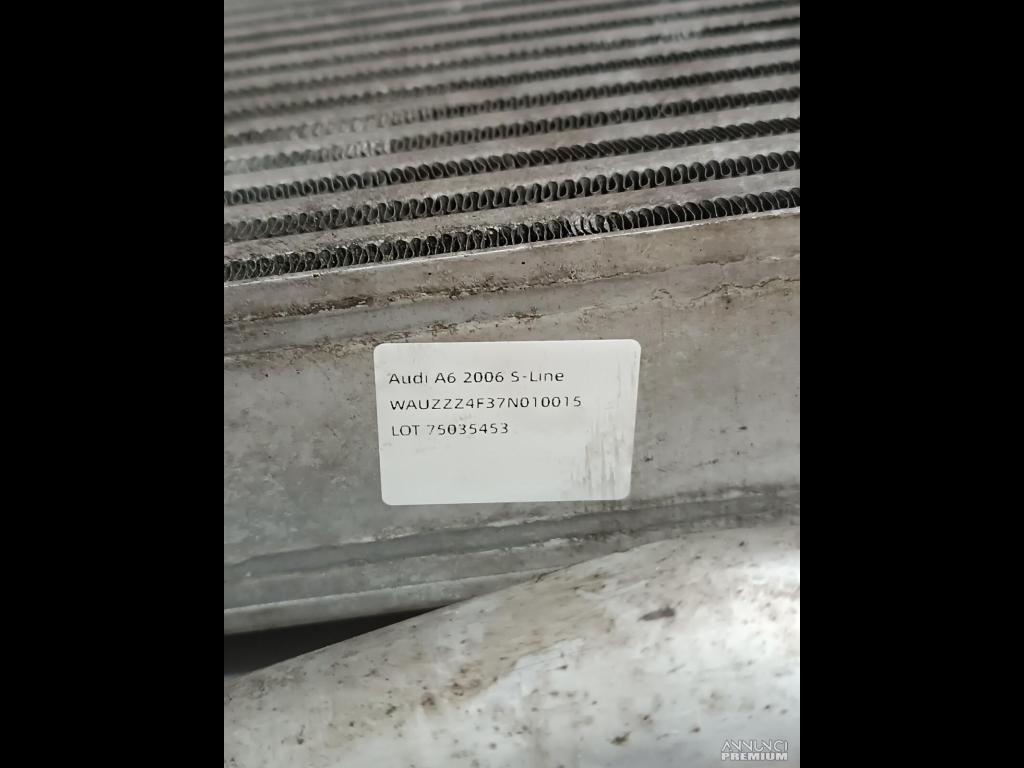 Audi A6 2006 S-Line
WAUZZZ4F37N010015
LOT 75035453
ANNUNCI
PREMIUM